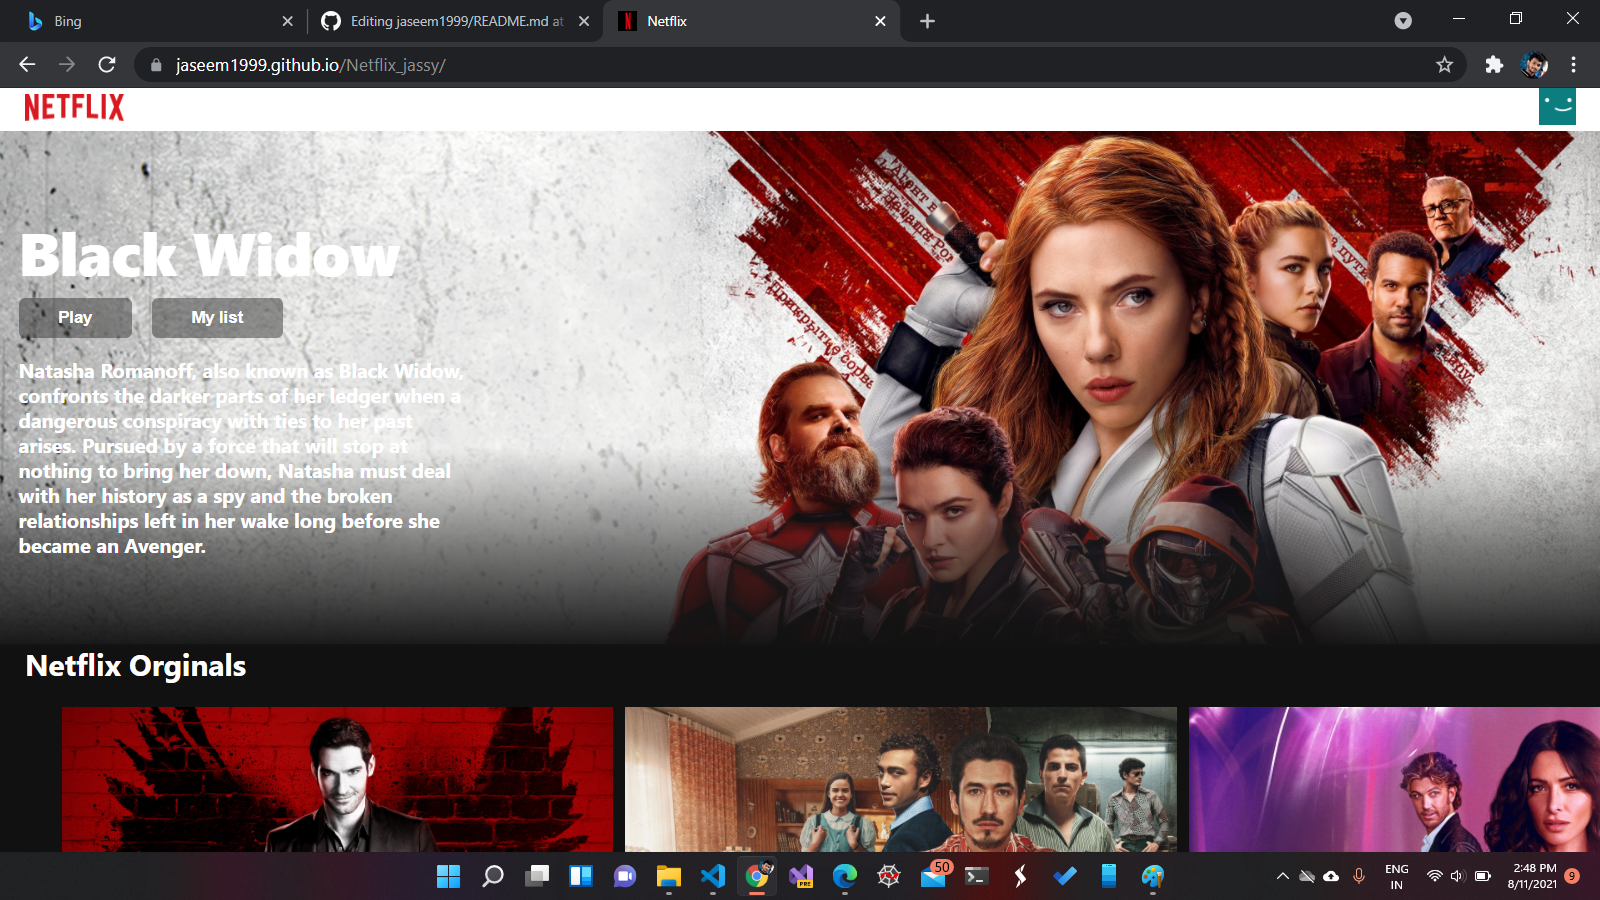 Bing
Editing jaseem1999/README.md at
Netflix
jaseem1999.github.io/Netflix_jassy/
NETFLIX
Black Widow
Play
My list
Natasha Romanoff, also known as Black Widow,
confronts the darker parts of her ledger when a
dangerous conspiracy with ties to her past
arises. Pursued by a force that will stop at
nothing to bring her down, Natasha must deal
with her history as a spy and the broken
relationships left in her wake long before she
became an Avenger.
Netflix Orginals
PRE
50
ENG
IN
2:48 PM
8/11/2021
9